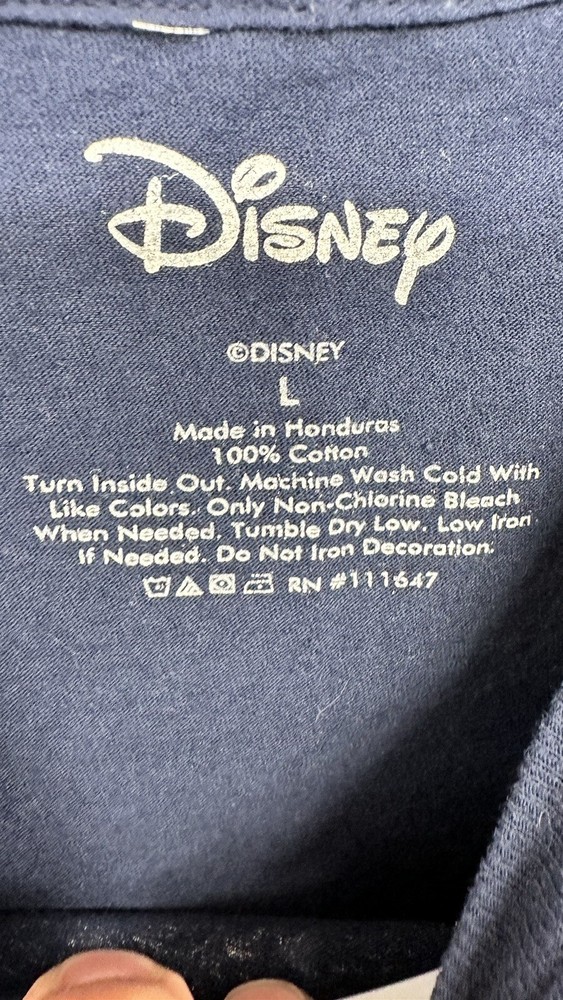 Disney
©DISNEY
L
Made in Honduras
100% Cotton
Turn Inside Out. Machine Wash Cold With
Like Colors. Only Non-Chlorine Bleach
When Needed. Tumble Dry Low. Low Iron
If Needed. Do Not Iron Decoration.
RN #111647